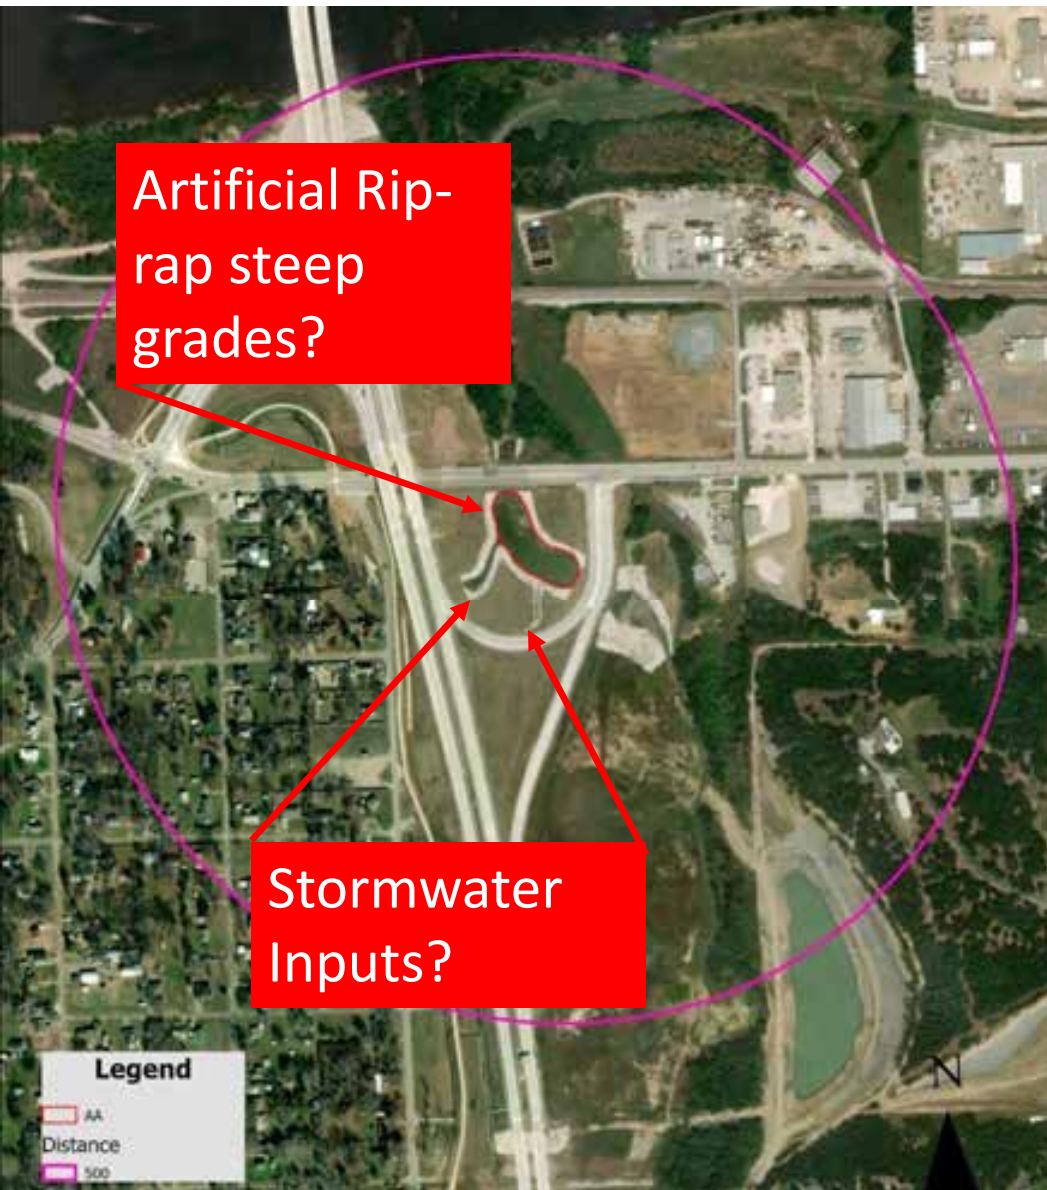 Artificial Rip-
rap steep
grades?
Stormwater
Inputs?
Legend
AA
Distance
500
N